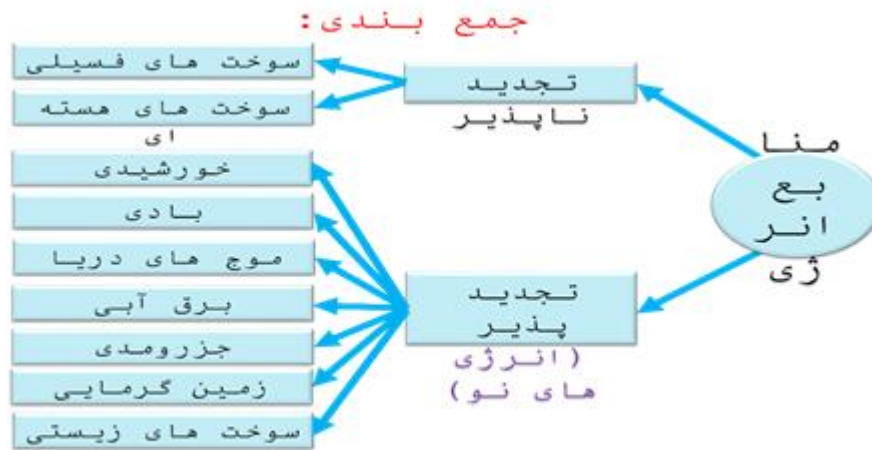 جمع بندی:
منا
بع
انر
ژی
تجدید
ناپذیر
سوخت های فسیلی
سوخت های هسته
ای
تجدید
پذیر
(انرژی
های نو)
خورشیدی
بادی
موج های دریا
برق آبی
جزرومدی
زمین گرمایی
سوخت های زیستی